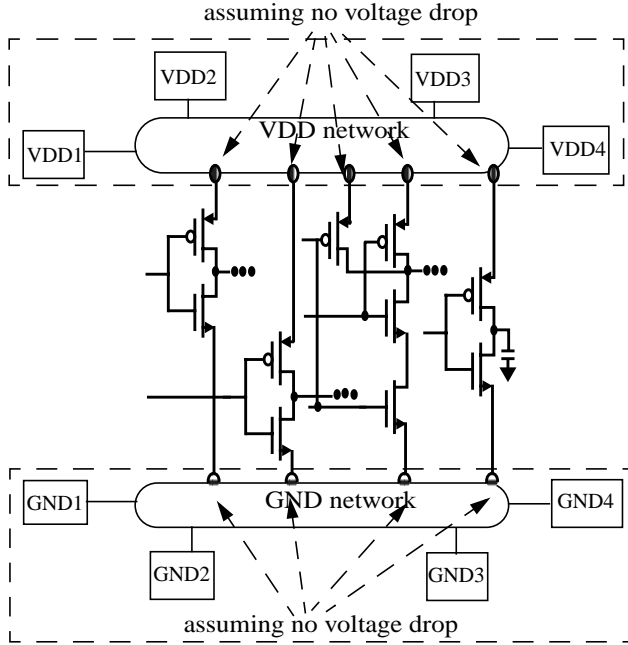 assuming no voltage drop
VDD2
VDD3
VDD network
VDD1
VDD4
GND1
GND network
GND4
GND2
GND3
assuming no voltage drop